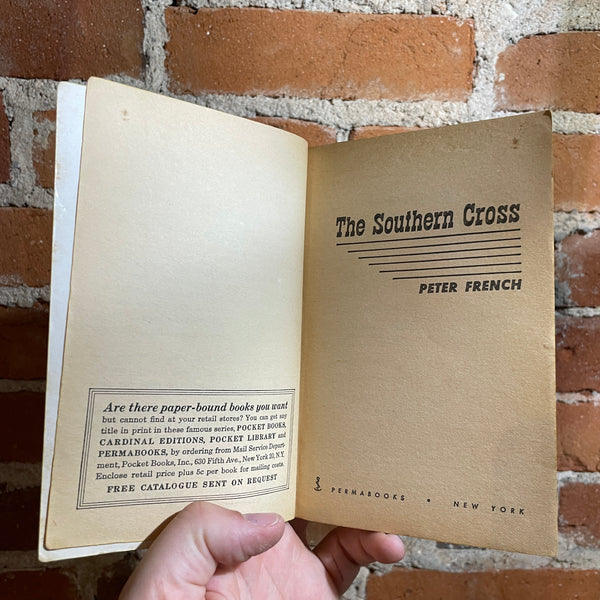 Are there paper-bound books you want
but cannot find at your retail stores? You can get any
title in print in these famous series, POCKET BOOKS,
CARDINAL EDITIONS, POCKET LIBRARY and
PERMABOOKS, by ordering from Mail Service Depart-
ment, Pocket Books, Inc., 630 Fifth Ave., New York 20, N.Y.
Enclose retail price plus 5c per book for mailing costs.
FREE CATALOGUE SENT ON REQUEST
The Southern Cross
PETER FRENCH
PERMABOOKS • NEW YORK